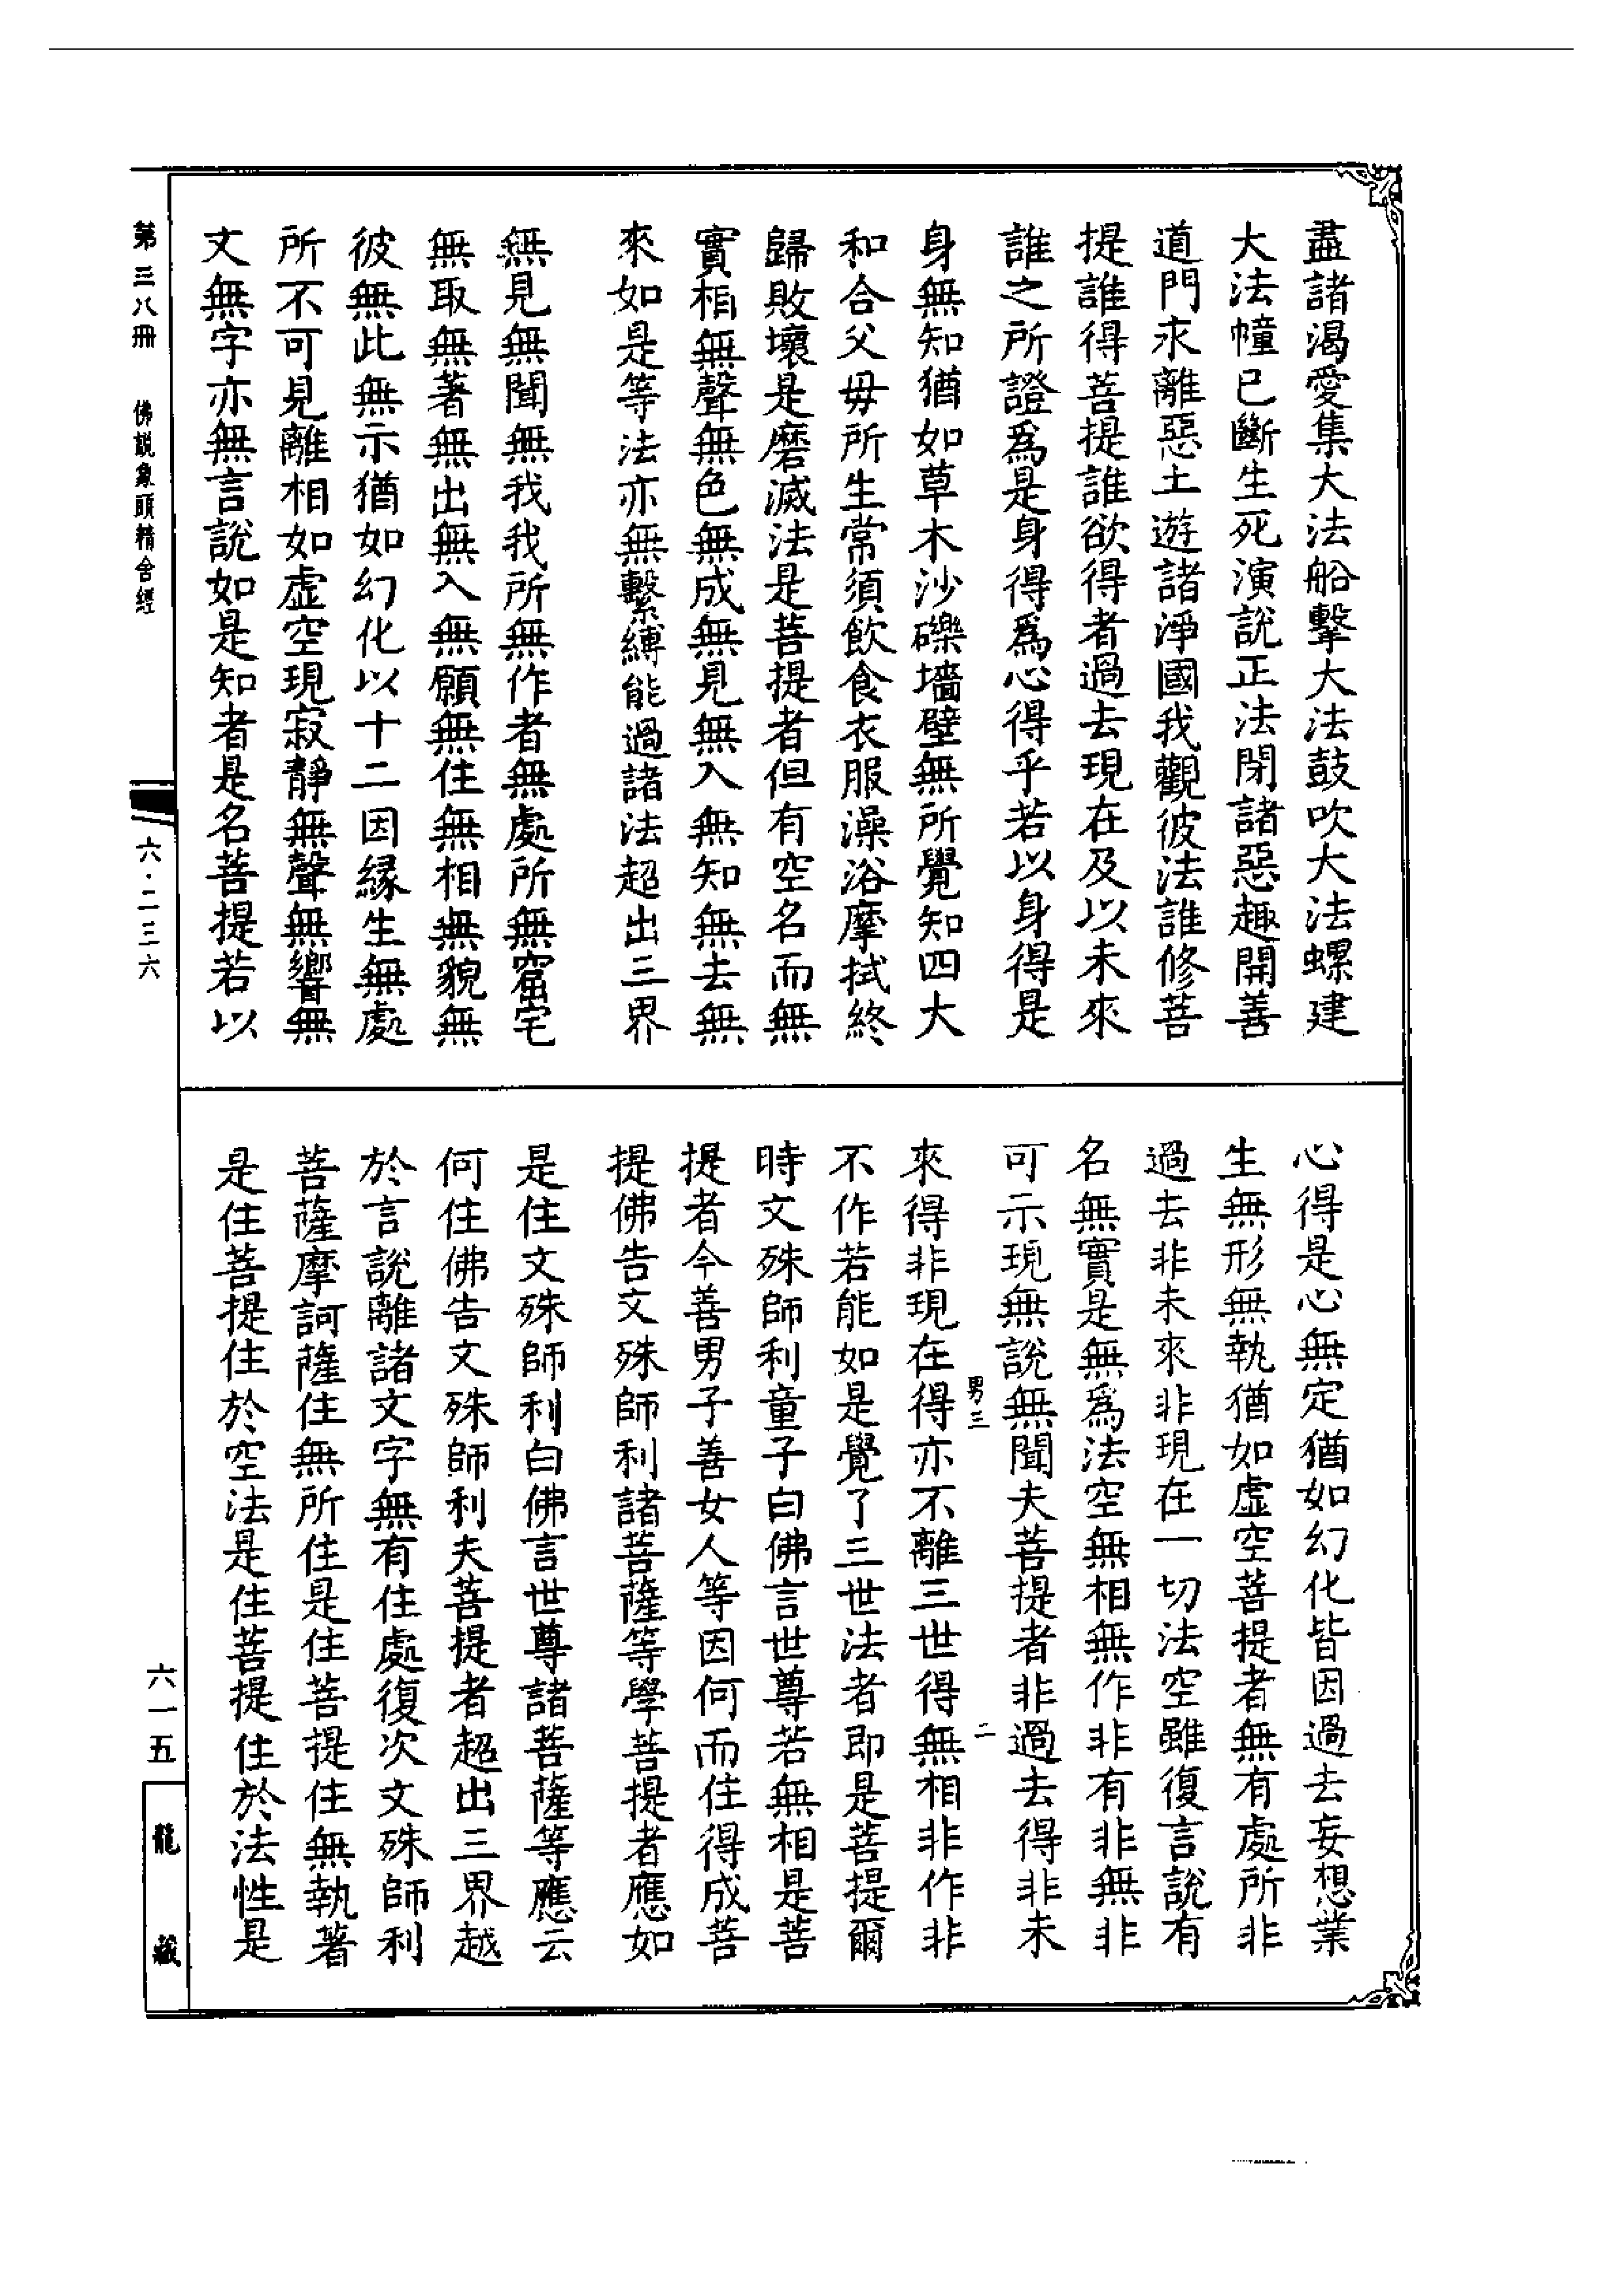 盡諸渴愛集大法船擊大法鼓吹大法螺建
大法幢已斷生死演說正法閉諸惡趣開善
道門永離惡土遊諸淨國我觀彼法誰修菩
提誰得菩提誰欲得者過去現在及以未來
誰之所證爲是身得爲心得乎若以身得是
身無知猶如草木沙礫墻壁無所覺知四大
和合父毋所生常須飲食衣服澡浴摩拭終
歸敗壞是磨滅法是菩提者但有空名而無
實相無聲無色無成無見無入無知無去無
來如是等法亦無繫縛能過諸法超出三界
無見無聞無我我所無作者無處所無窟宅
無取無著無出無入無願無住無相無貌無
彼無此無示猶如幻化以十二因緣生無處
所不可見離相如虛空現寂靜無聲無響無
文無字亦無言說如是知者是名菩提若以
心得是心無定猶如幻化皆因過去妄想業
生無形無執猶如虛空菩提者無有處所非
過去非未來非現在一切法空雖復言說有
名無實是無爲法空無相無作非有非無非
可示現無說無聞夫菩提者非過去得非未
男三
二
來得非現在得亦不離三世得無相非作非
不作若能如是覺了三世法者即是菩提爾
時文殊師利童子白佛言世尊若無相是菩
提者今善男子善女人等因何而住得成菩
提佛告文殊師利諸菩薩等學菩提者應如
是住文殊師利白佛言世尊諸菩薩等應云
何住佛告文殊師利夫菩提者超出三界越
於言說離諸文字無有住處復次文殊師利
菩薩摩訶薩住無所住是住菩提住無執著
是住菩提住於空法是住菩提住於法性是
第三八冊 佛説象頭精舍經
六·二三六
六一五
龍藏